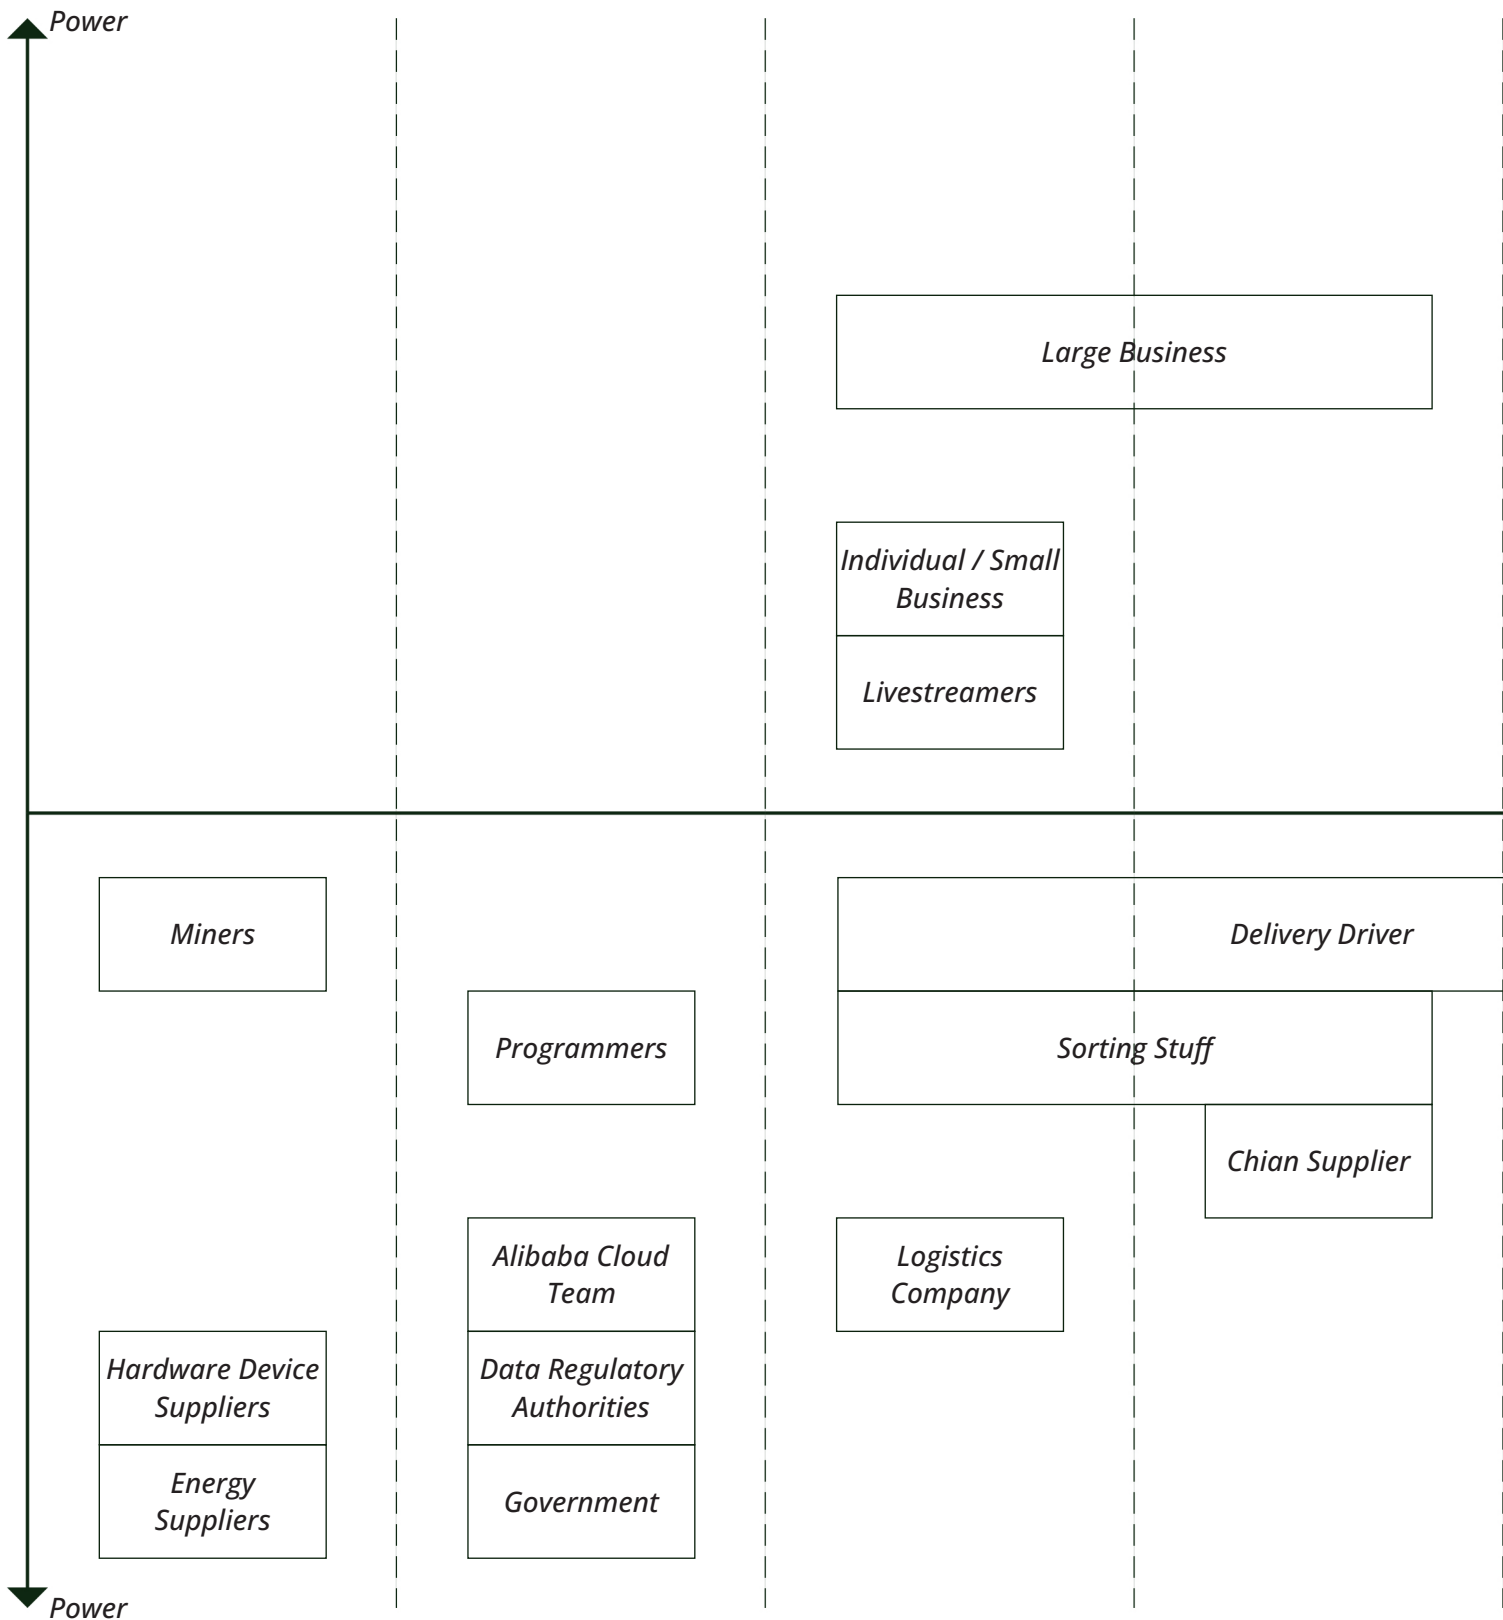 Power
Large Business
Individual / Small
Business
Livestreamers
Miners
Delivery Driver
Programmers
Sorting Stuff
Chian Supplier
Alibaba Cloud
Team
Logistics
Company
Hardware Device
Suppliers
Data Regulatory
Authorities
Energy
Suppliers
Government
Power